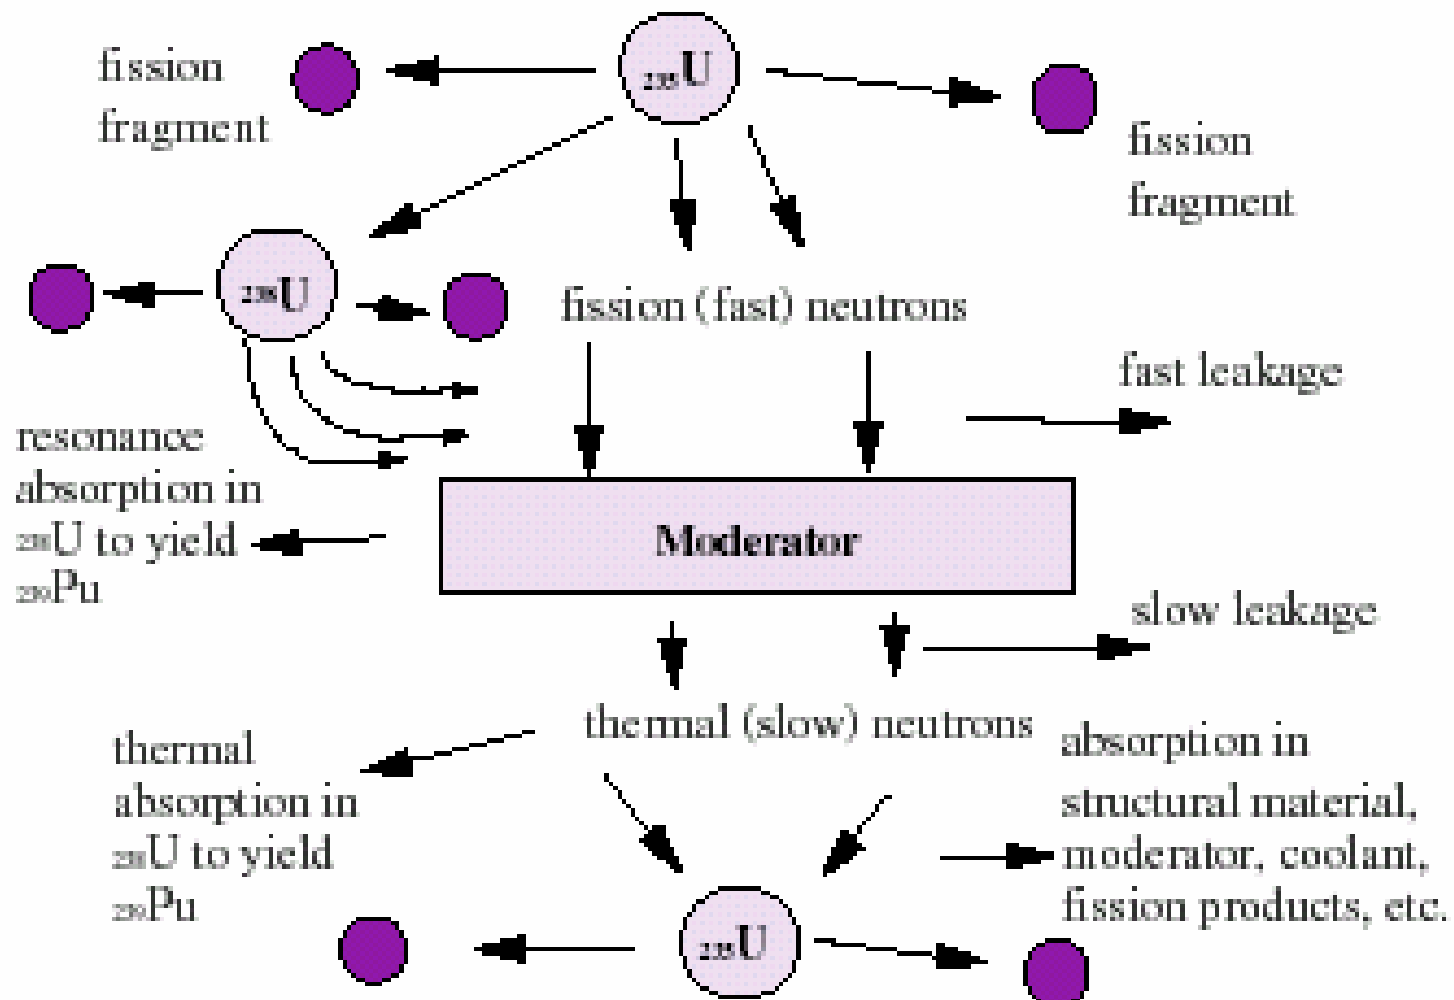 235U
fission
fragment
fission
fragment
238U
fission (fast) neutrons
fast leakage
resonance
absorption in
238U to yield
239Pu
Moderator
slow leakage
thermal (slow) neutrons
thermal
absorption in
238U to yield
239Pu
absorption in
structural material,
moderator, coolant,
fission products, etc.
235U